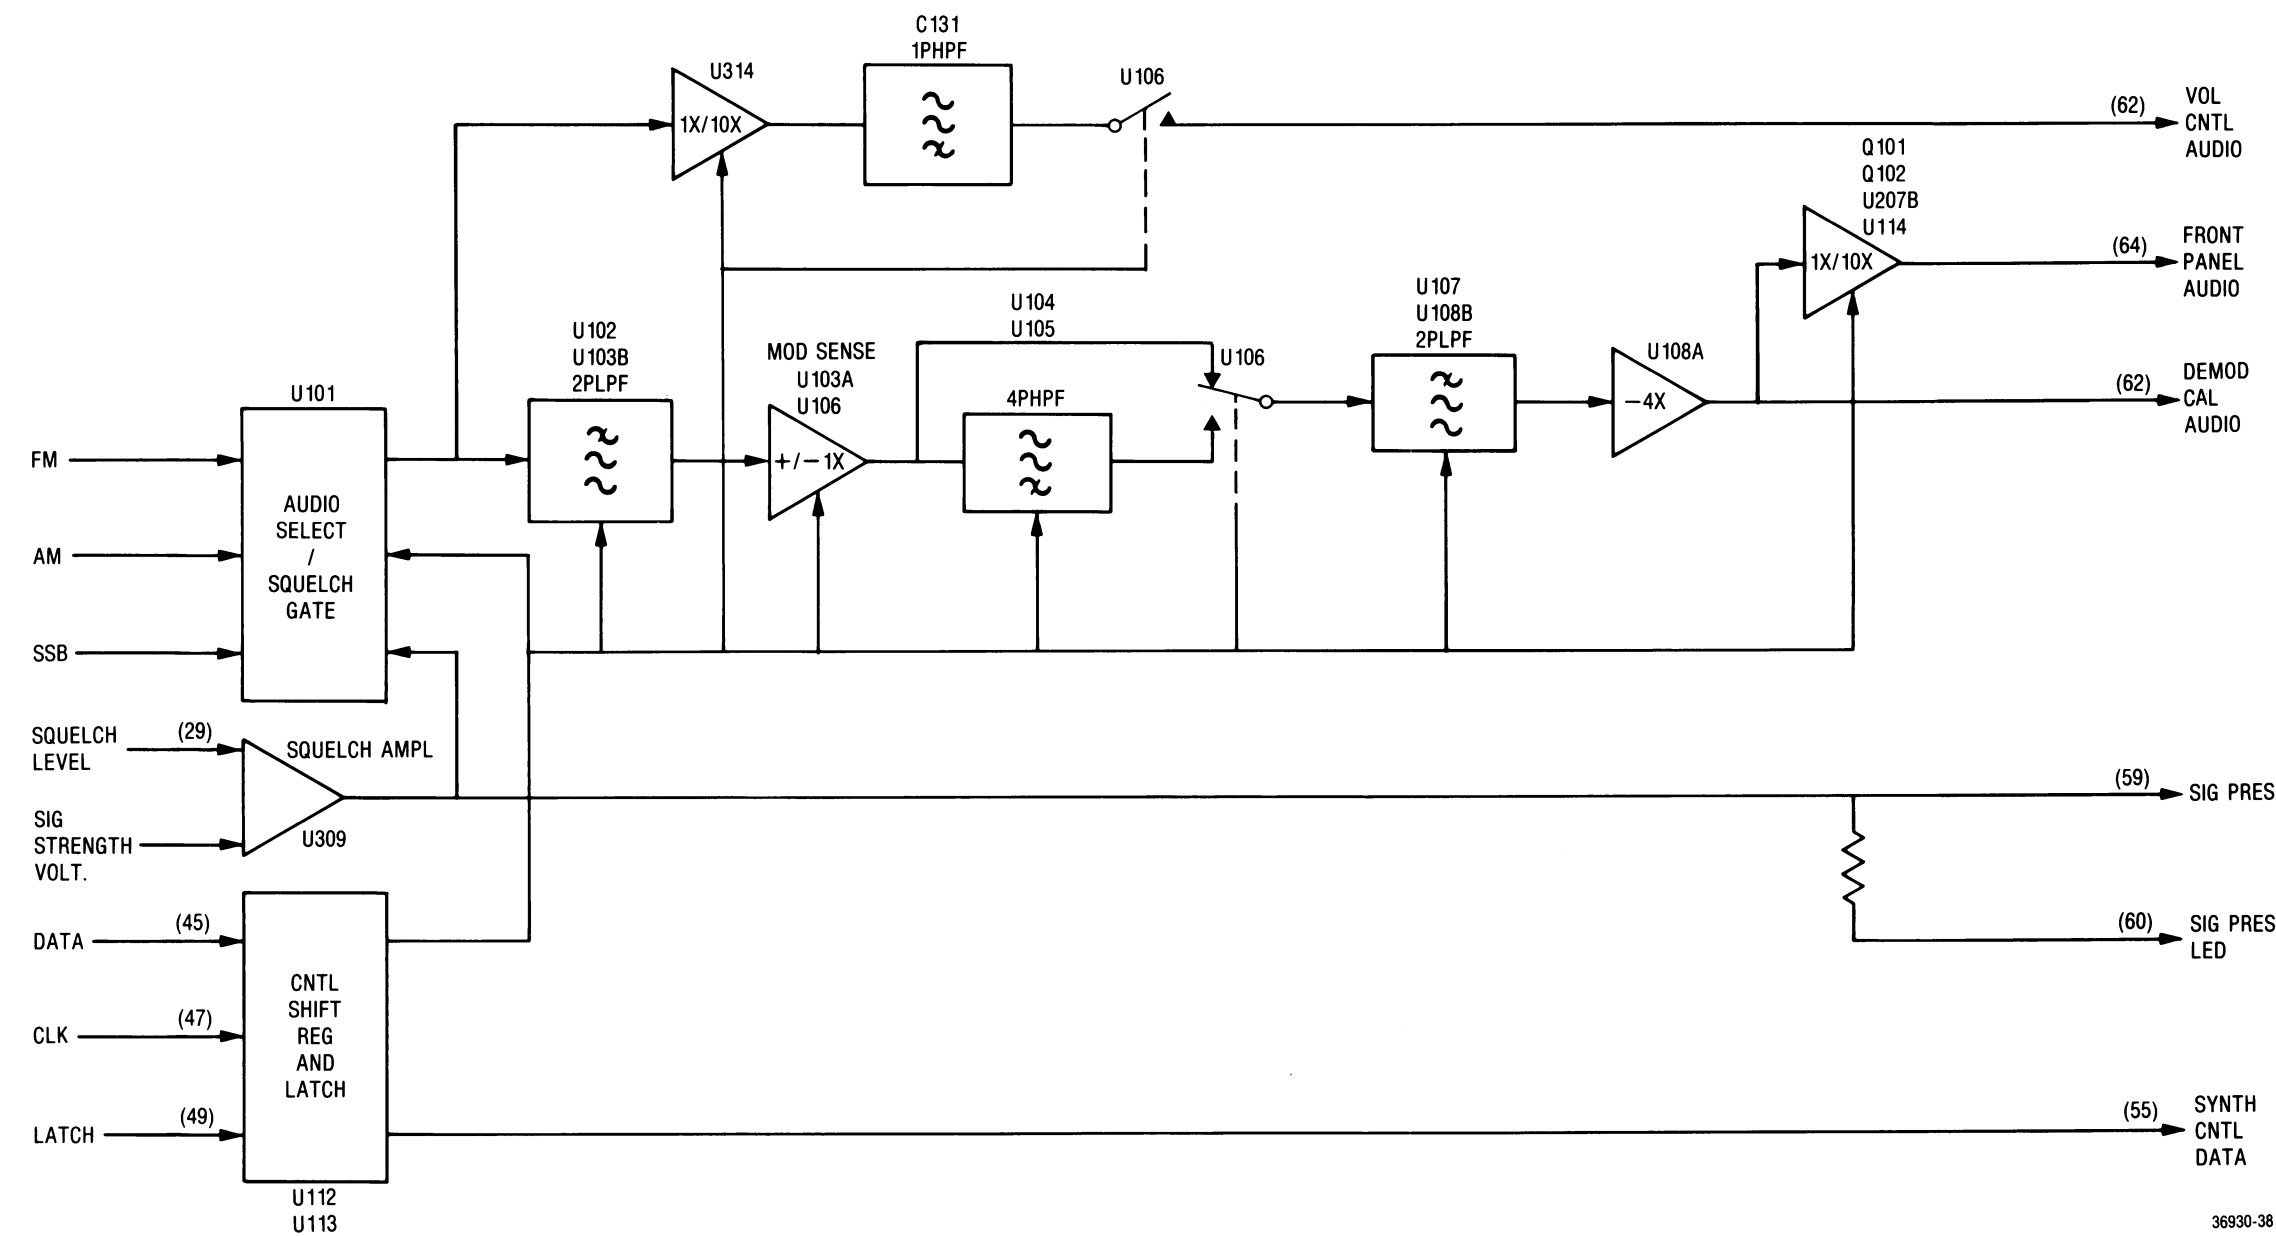 C131
1PHPF
U314
1X/10X
U106
(62)
VOL
CNTL
AUDIO
Q101
Q102
U207B
U114
1X/10X
(64)
FRONT
PANEL
AUDIO
U102
U103B
2PLPF
MOD SENSE
U103A
U106
+/− 1X
U104
U105
4PHPF
U106
U107
U108B
2PLPF
U108A
−4X
(62)
DEMOD
CAL
AUDIO
U101
FM
AM
SSB
AUDIO
SELECT
/
SQUELCH
GATE
SQUELCH
LEVEL
(29)
SQUELCH AMPL
SIG
STRENGTH
VOLT.
U309
(59)
SIG PRES
(60)
SIG PRES
LED
DATA
(45)
CLK
(47)
LATCH
(49)
CNTL
SHIFT
REG
AND
LATCH
U112
U113
(55)
SYNTH
CNTL
DATA
36930-38